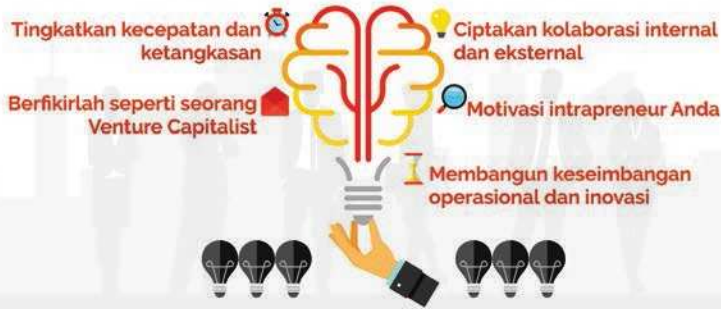 Tingkatkan kecepatan dan
ketangkasan
Berfikirlah seperti seorang
Venture Capitalist
Ciptakan kolaborasi internal
dan eksternal
Motivasi intrapreneur Anda
Membangun keseimbangan
operasional dan inovasi